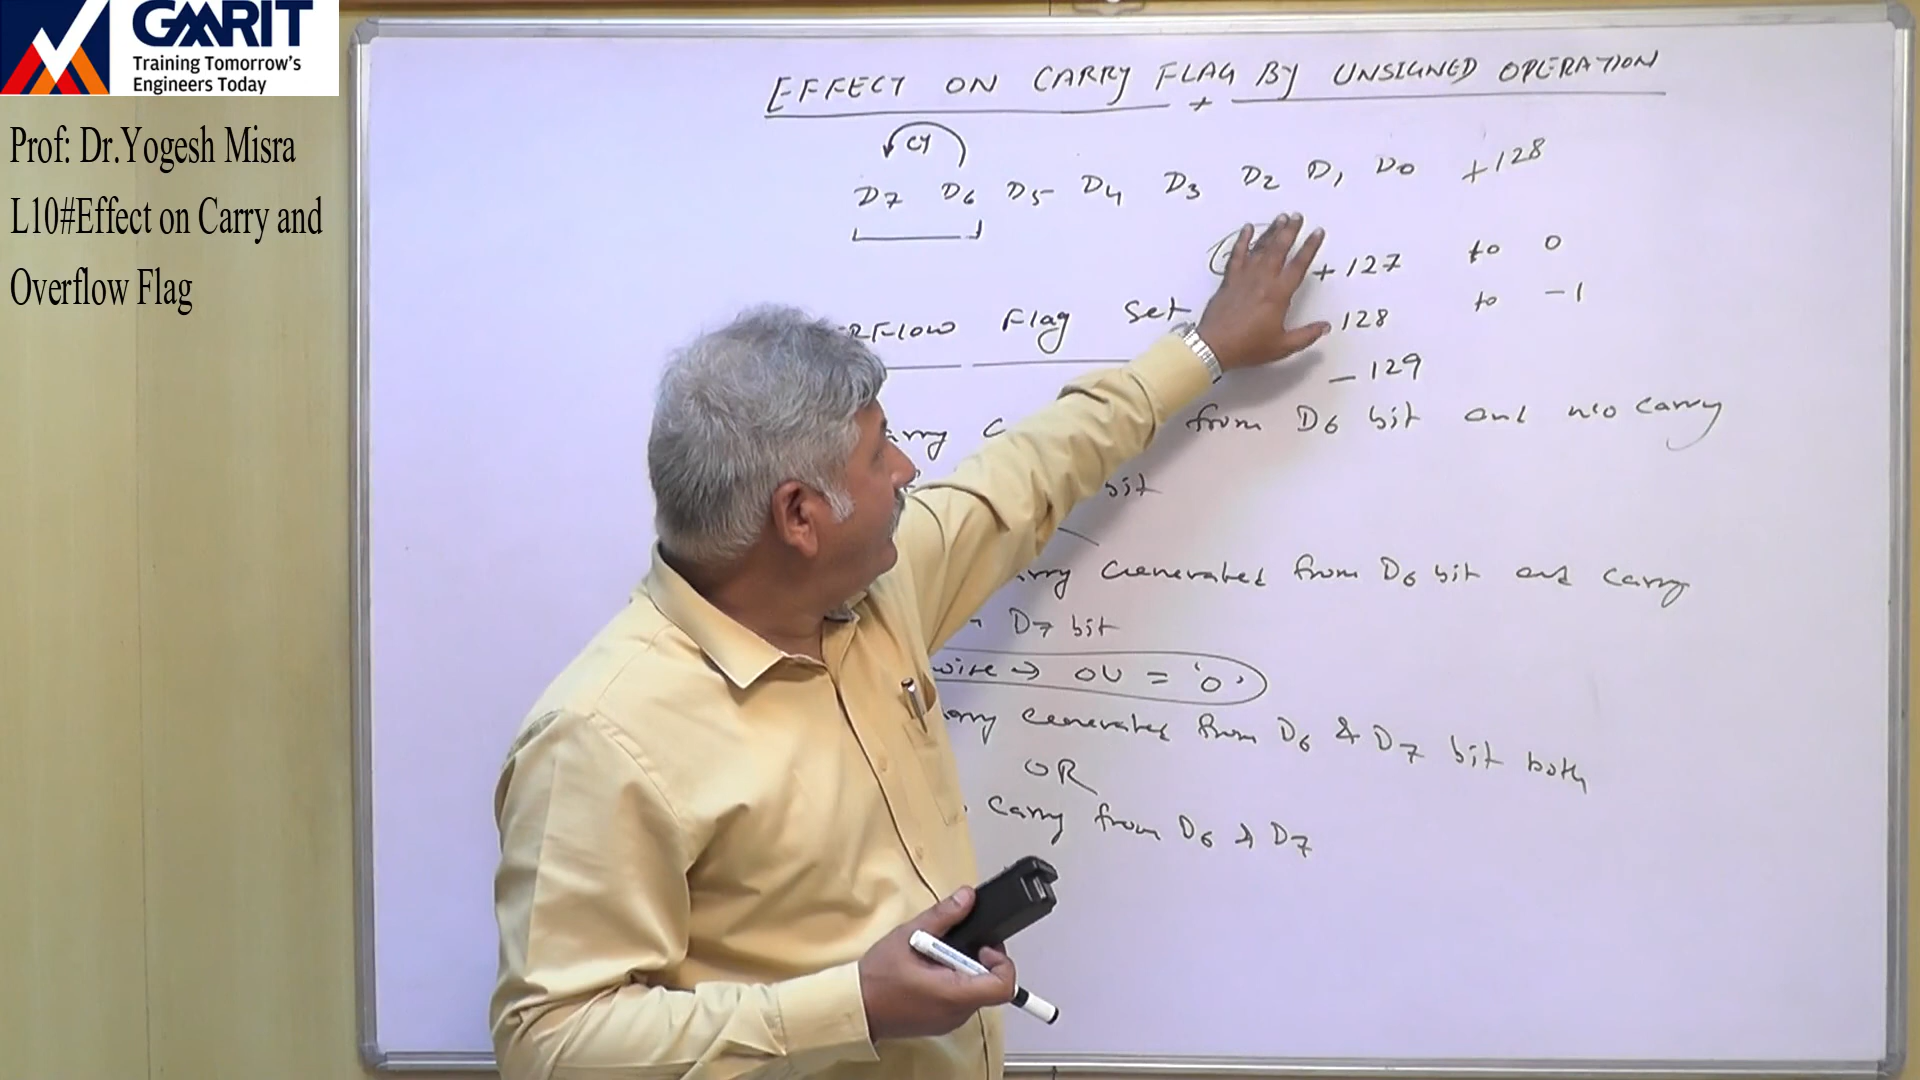 GMRIT
Training Tomorrow's
Engineers Today
Prof: Dr.Yogesh Misra
L10#Effect on Carry and
Overflow Flag
EFFECT ON CARRY FLAG BY UNSIGNED OPERATION
CY
D7 D6 D5 D4 D3 D2 D1 D0 +128
+127 to 0
128 to -1
RFLOW Flag Set
-129
from D6 bit and no carry
bit
Generated from D6 bit and carry
D7 bit
wise → OV = '0'
generated from D6 & D7 bit both
OR
carry from D6 & D7